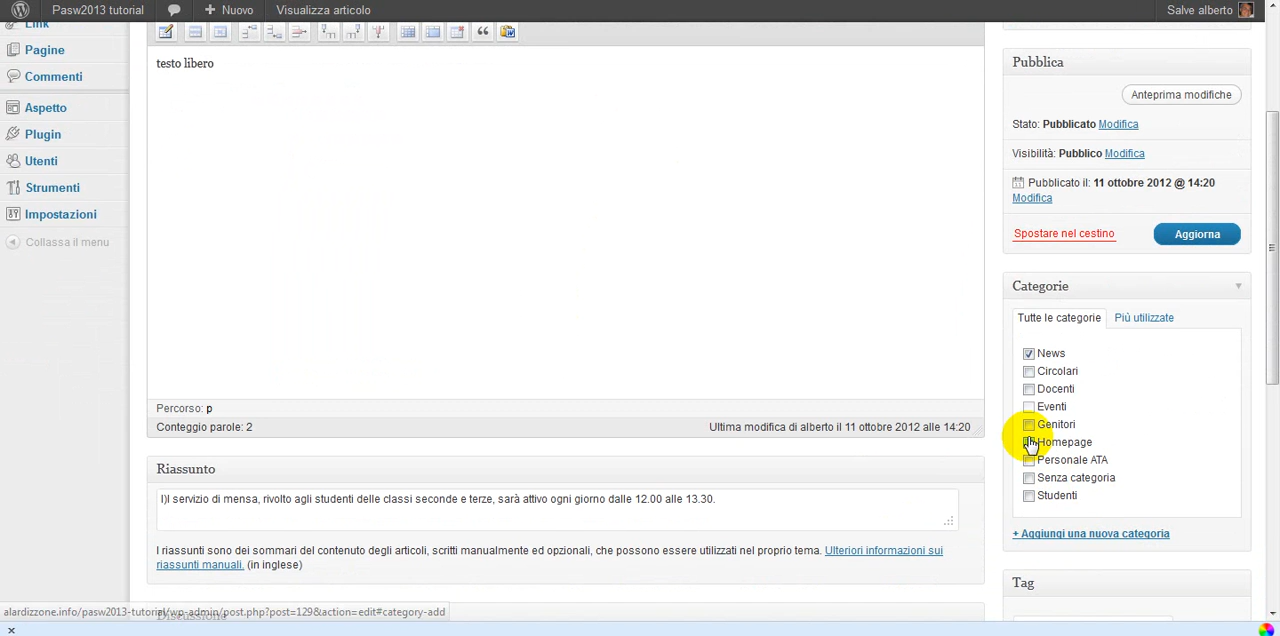 Pasw2013 tutorial
Nuovo
Visualizza articolo
Salve alberto
Link
Pagine
Commenti
Aspetto
Plugin
Utenti
Strumenti
Impostazioni
Collassa il menu
testo libero
Percorso: p
Conteggio parole: 2
Ultima modifica di alberto il 11 ottobre 2012 alle 14:20
Riassunto
I)l servizio di mensa, rivolto agli studenti delle classi seconde e terze, sarà attivo ogni giorno dalle 12.00 alle 13.30.
I riassunti sono dei sommari del contenuto degli articoli, scritti manualmente ed opzionali, che possono essere utilizzati nel proprio tema. Ulteriori informazioni sui
riassunti manuali. (in inglese)
Discussione
alardizzone.info/pasw2013-tutorial/wp-admin/post.php?post=129&action=edit#category-add
Pubblica
Anteprima modifiche
Stato: Pubblicato Modifica
Visibilità: Pubblico Modifica
Pubblicato il: 11 ottobre 2012 @ 14:20
Modifica
Spostare nel cestino
Aggiorna
Categorie
Tutte le categorie
Più utilizzate
News
Circolari
Docenti
Eventi
Genitori
Homepage
Personale ATA
Senza categoria
Studenti
+ Aggiungi una nuova categoria
Tag